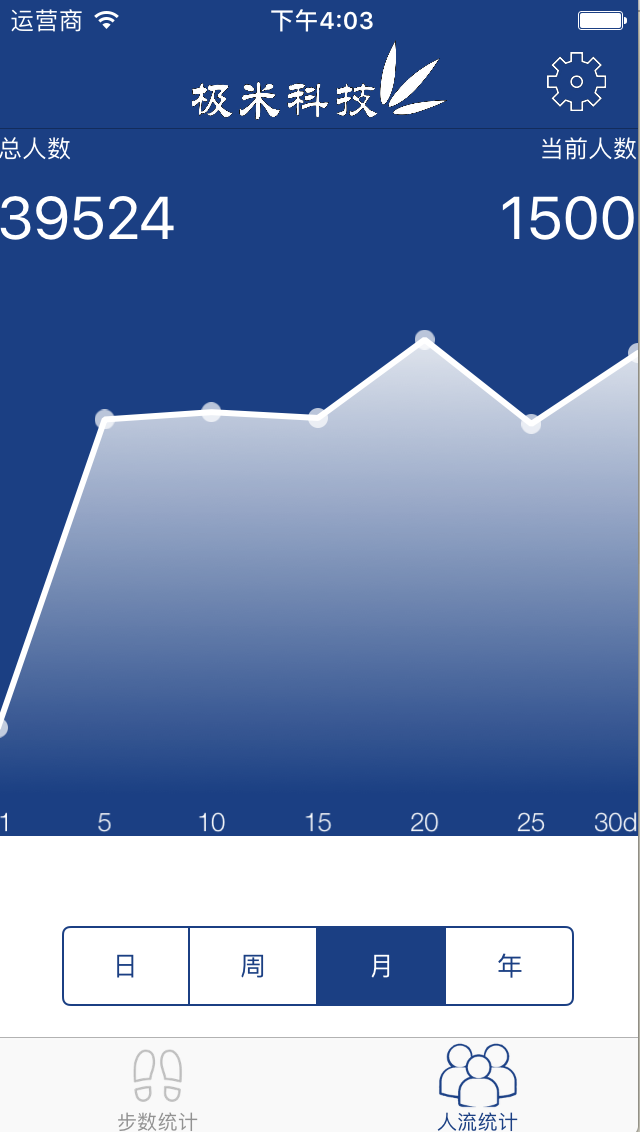 运营商 下午4:03
极米科技
总人数 当前人数
39524 1500
1 5 10 15 20 25 30d
日 周 月 年
步数统计 人流统计